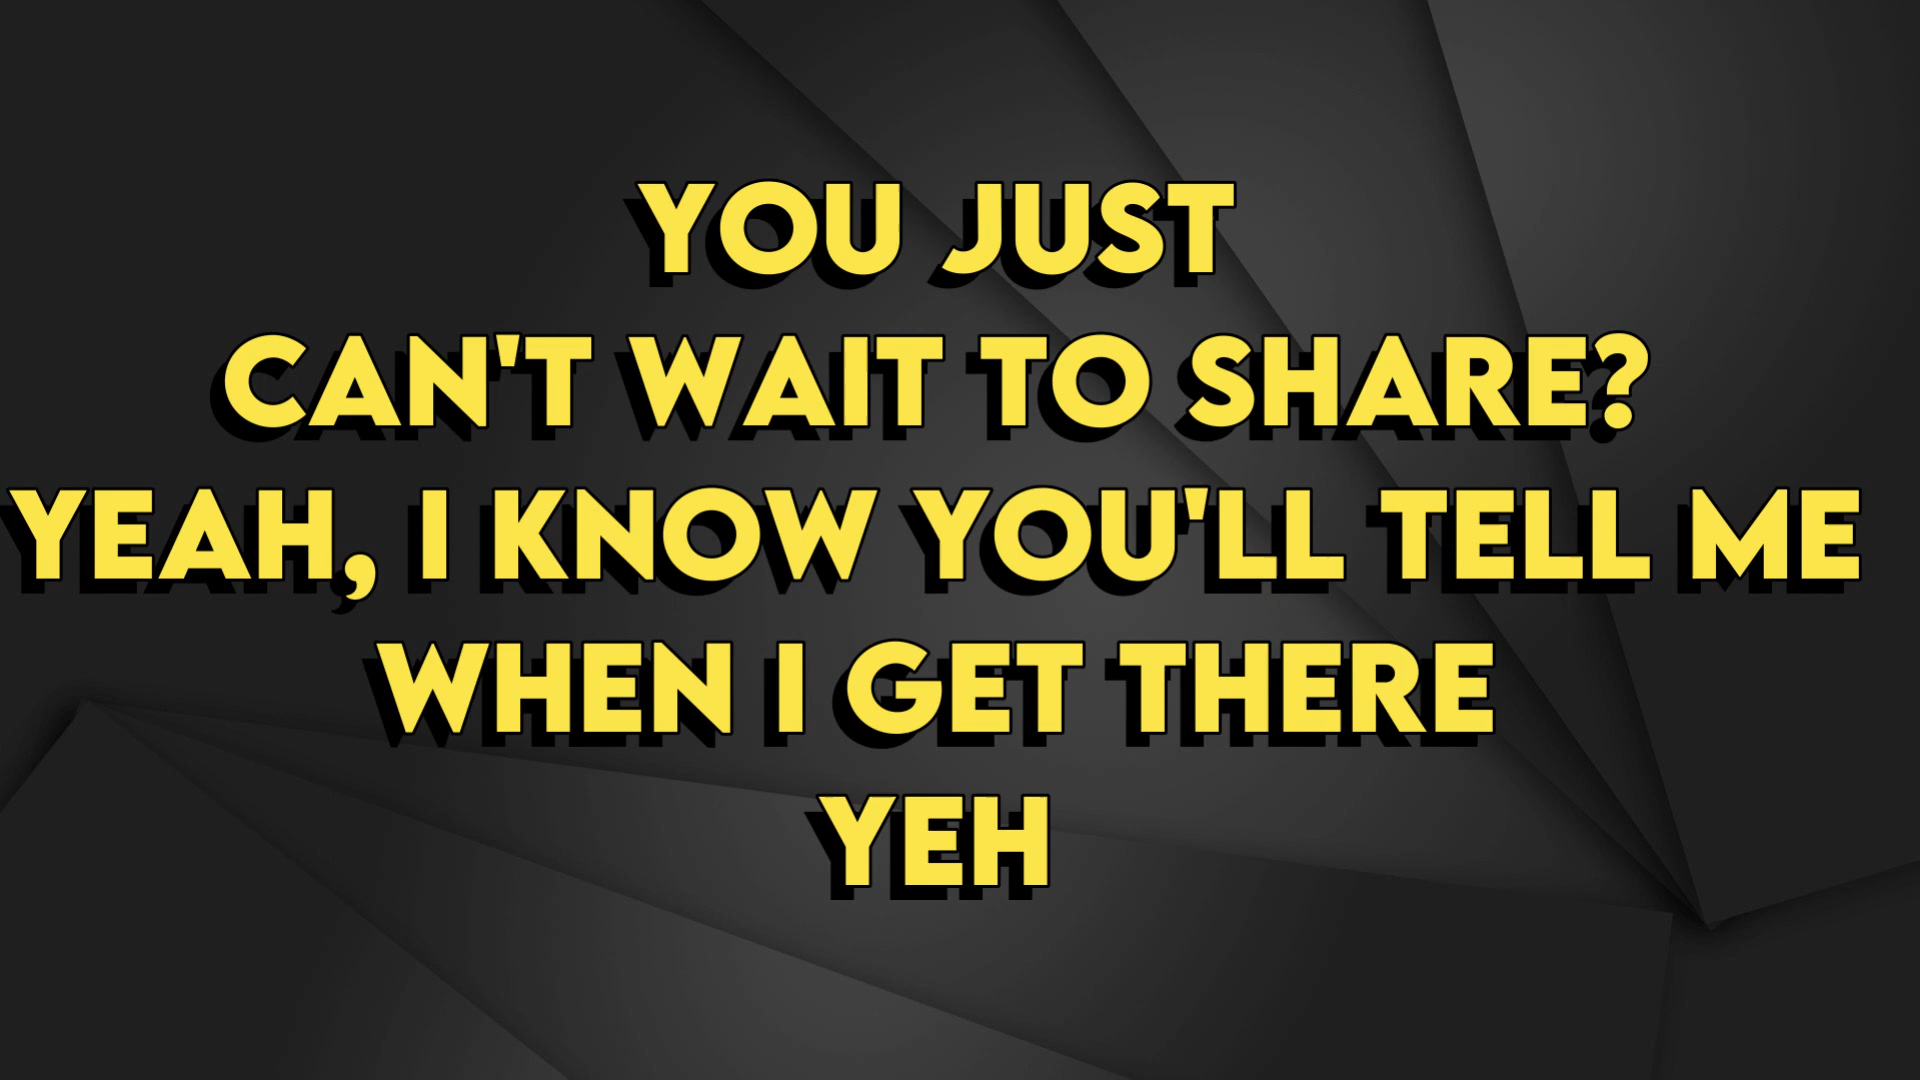 YOU JUST
CAN'T WAIT TO SHARE?
YEAH, I KNOW YOU'LL TELL ME
WHEN I GET THERE
YEH